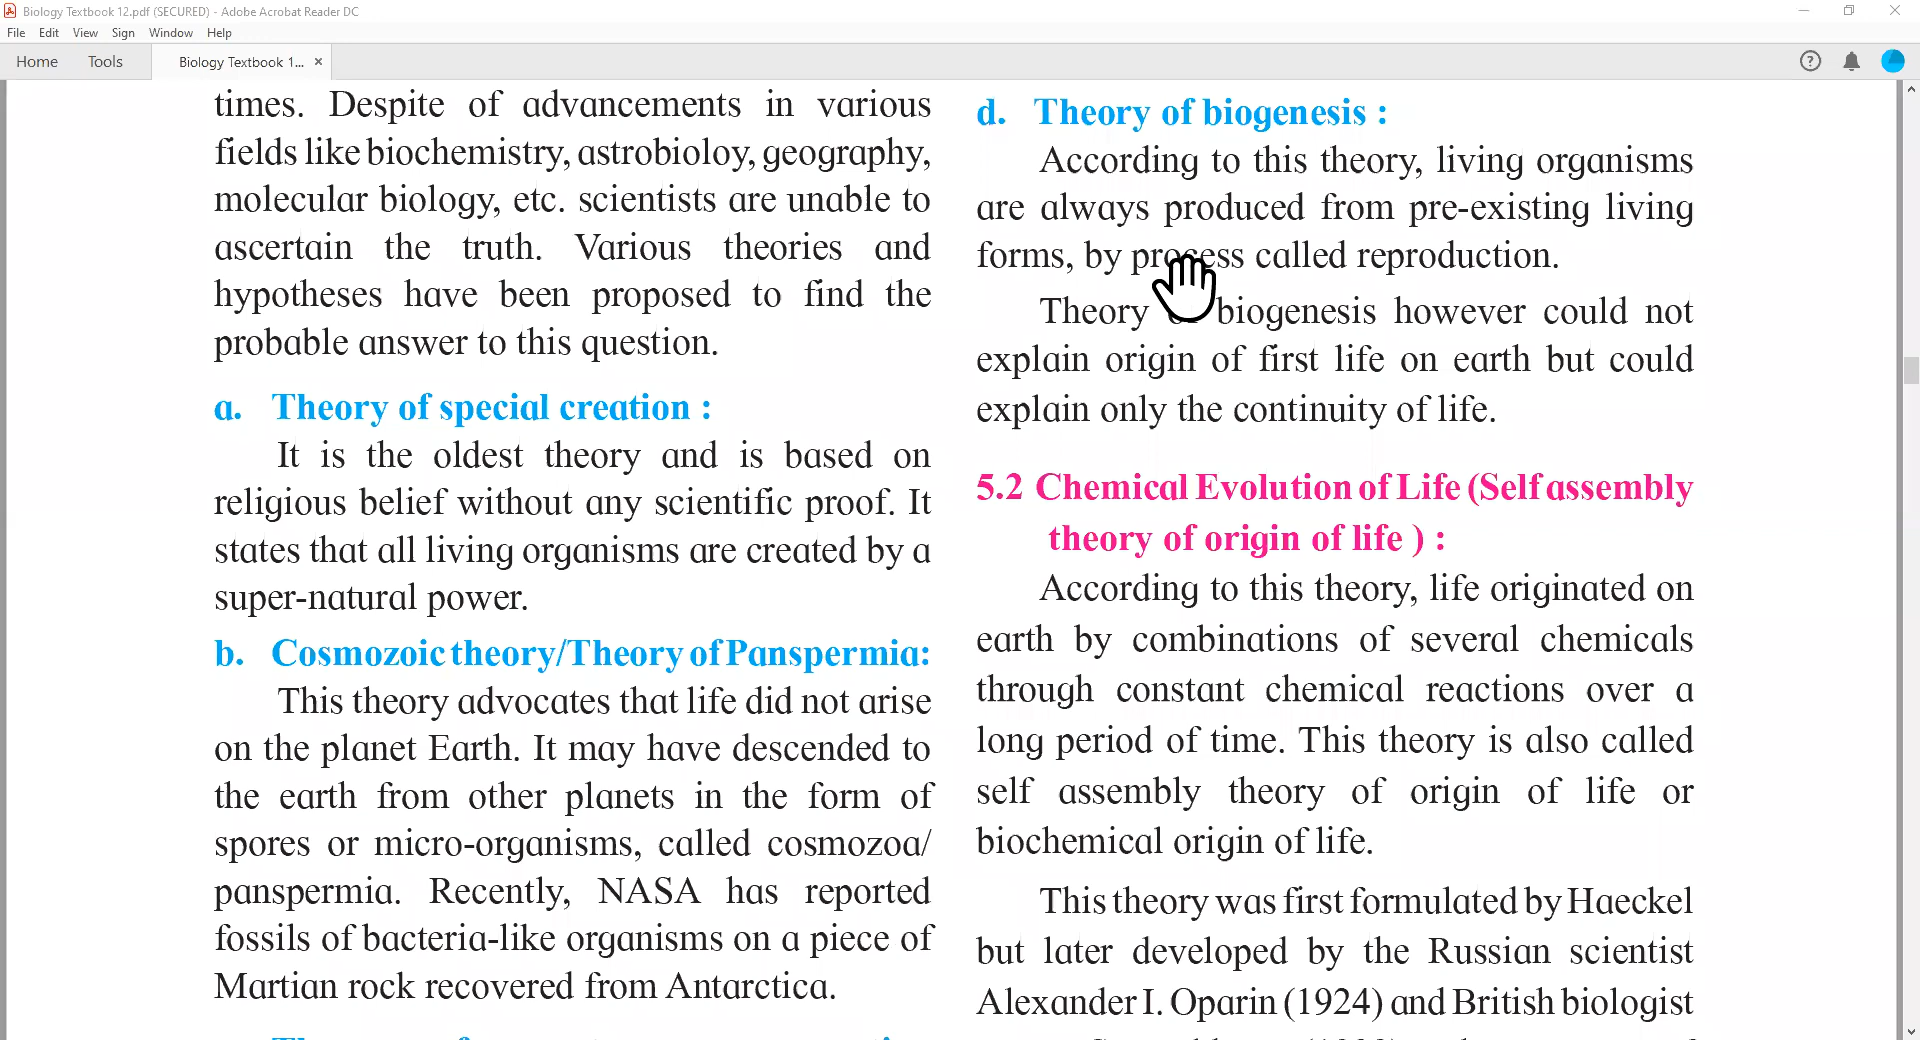 Biology Textbook 12.pdf (SECURED) - Adobe Acrobat Reader DC
File Edit View Sign Window Help
Home Tools Biology Textbook 1... ×
times. Despite of advancements in various
fields like biochemistry, astrobioloy, geography,
molecular biology, etc. scientists are unable to
ascertain the truth. Various theories and
hypotheses have been proposed to find the
probable answer to this question.
a. Theory of special creation :
It is the oldest theory and is based on
religious belief without any scientific proof. It
states that all living organisms are created by a
super-natural power.
b. Cosmozoic theory/Theory of Panspermia:
This theory advocates that life did not arise
on the planet Earth. It may have descended to
the earth from other planets in the form of
spores or micro-organisms, called cosmozoa/
panspermia. Recently, NASA has reported
fossils of bacteria-like organisms on a piece of
Martian rock recovered from Antarctica.
d. Theory of biogenesis :
According to this theory, living organisms
are always produced from pre-existing living
forms, by process called reproduction.
Theory of biogenesis however could not
explain origin of first life on earth but could
explain only the continuity of life.
5.2 Chemical Evolution of Life (Self assembly
theory of origin of life ) :
According to this theory, life originated on
earth by combinations of several chemicals
through constant chemical reactions over a
long period of time. This theory is also called
self assembly theory of origin of life or
biochemical origin of life.
This theory was first formulated by Haeckel
but later developed by the Russian scientist
Alexander I. Oparin (1924) and British biologist